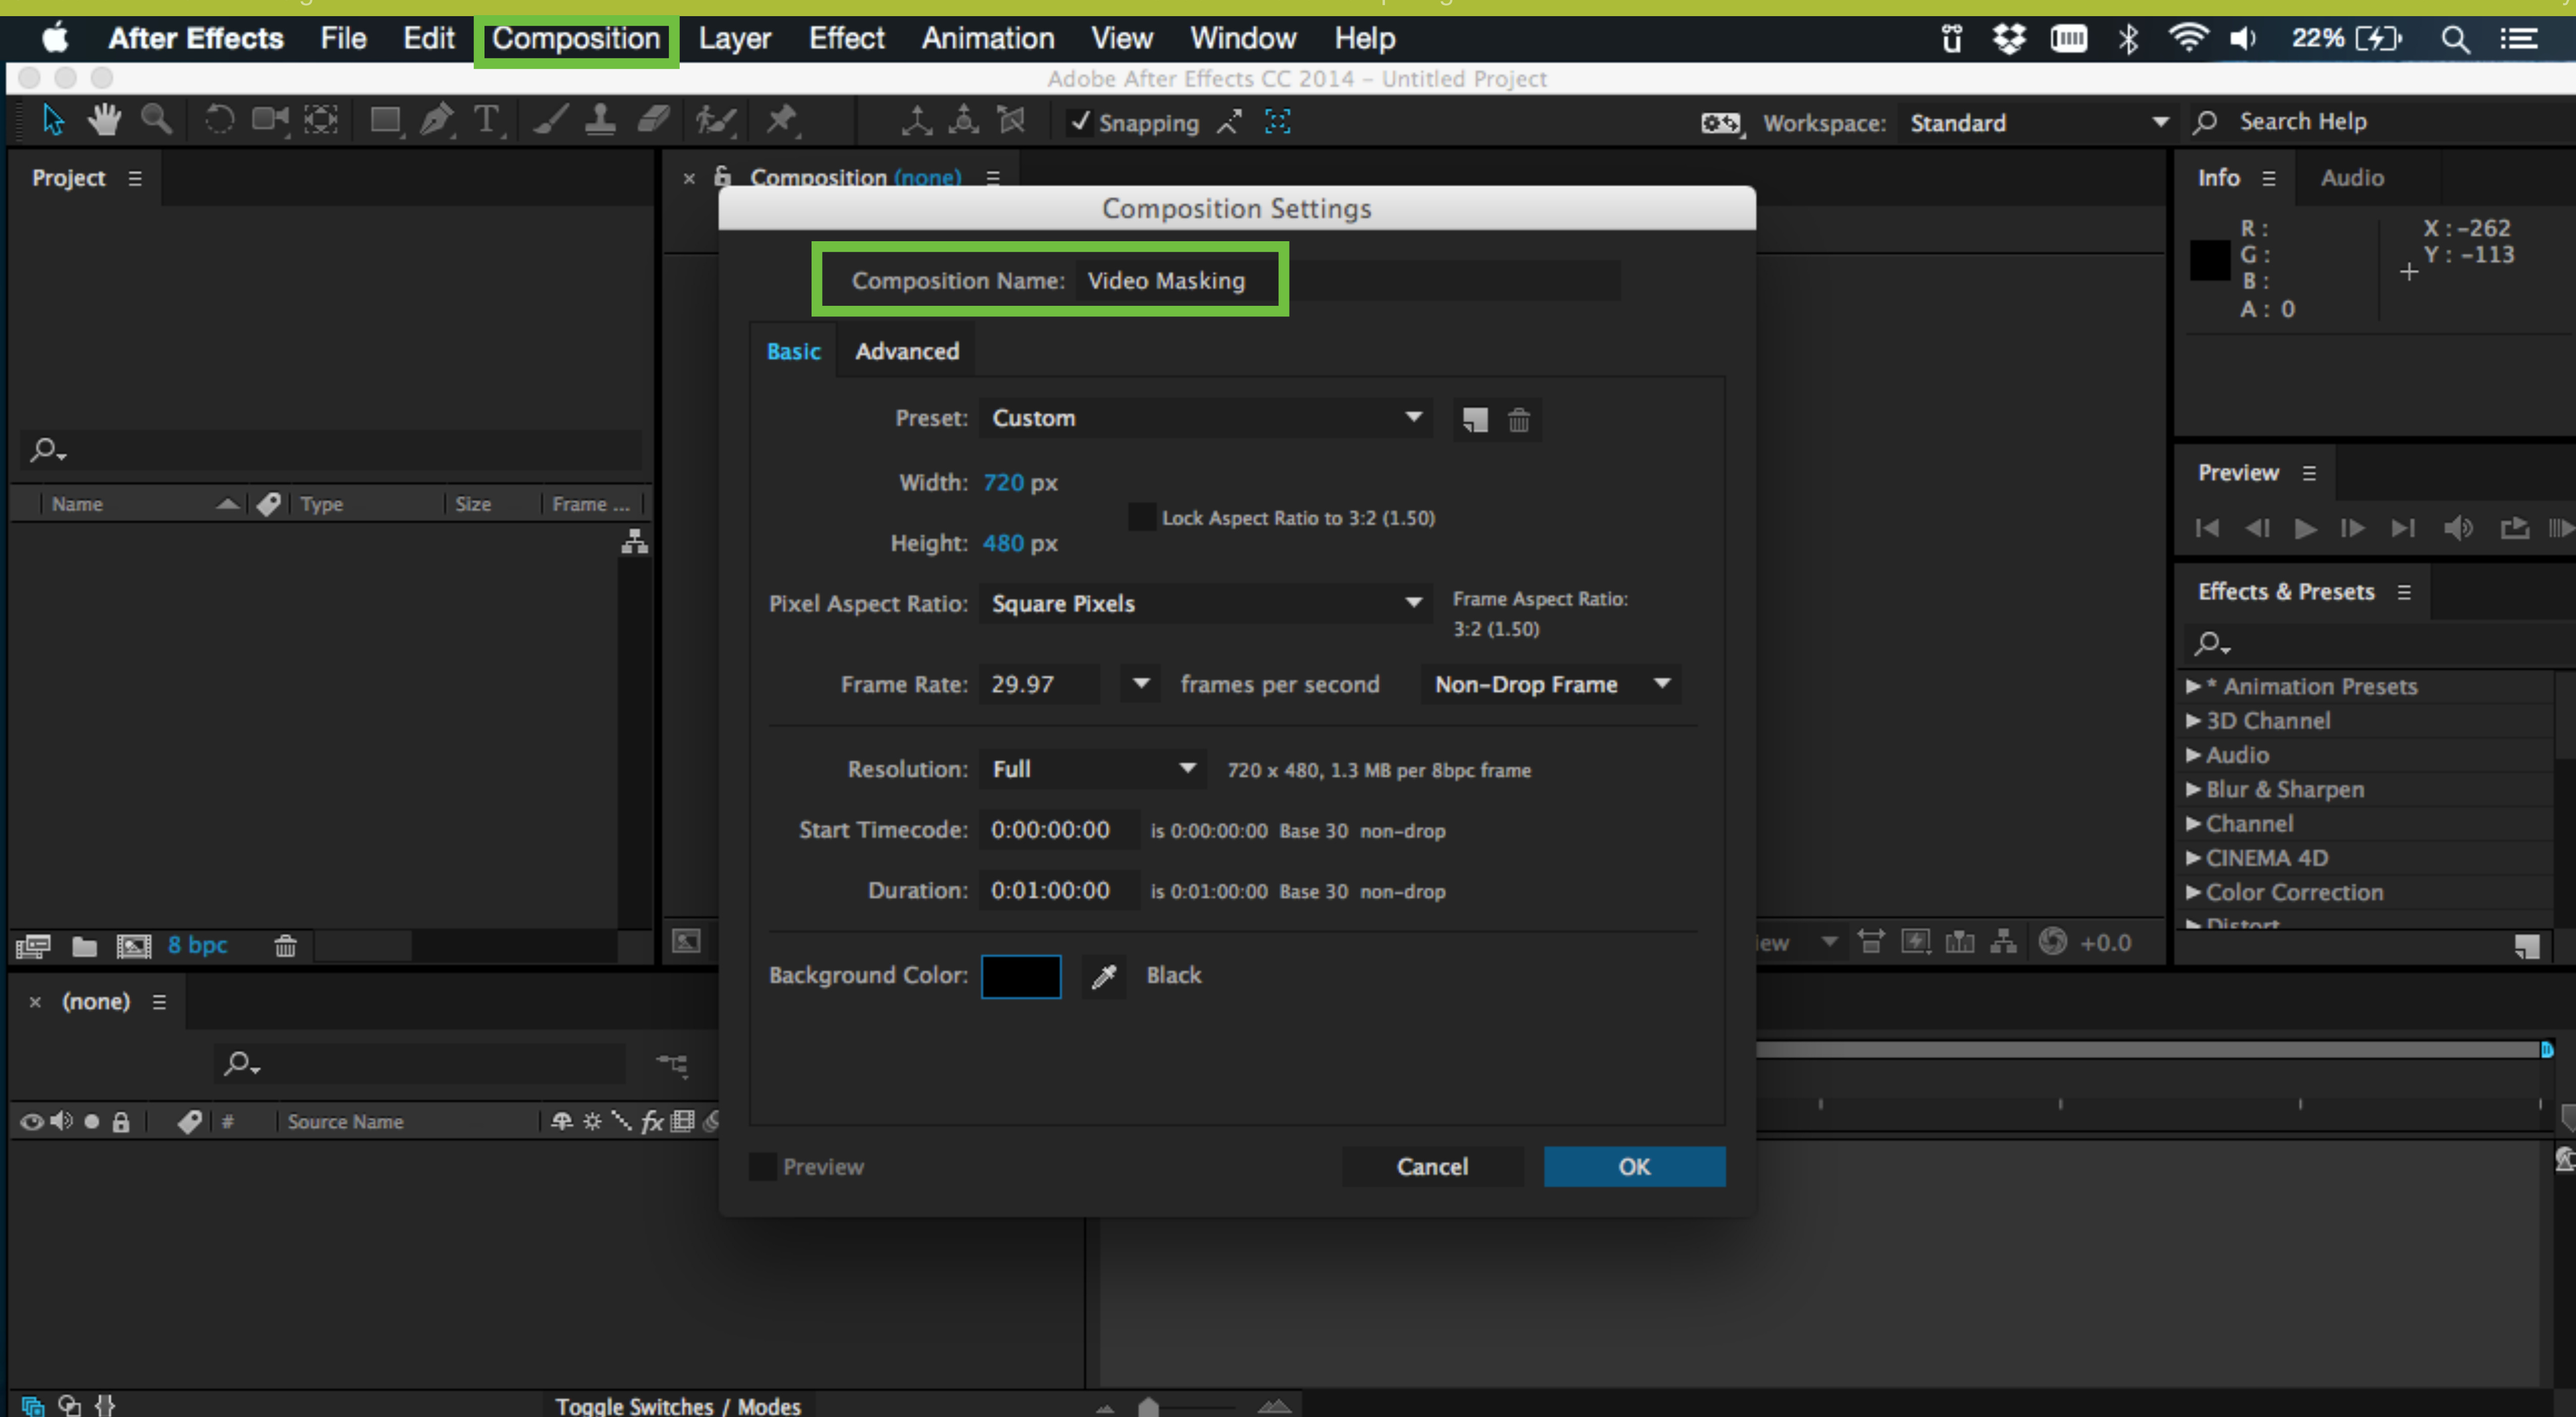 After Effects File Edit Composition Layer Effect Animation View Window Help 22%
Adobe After Effects CC 2014 – Untitled Project
Snapping Workspace: Standard Search Help
Project
Composition (none)
Info Audio
Composition Settings
R :
G :
B :
A : 0
X : -262
Y : -113
Composition Name: Video Masking
Basic Advanced
Preset: Custom
Width: 720 px
Lock Aspect Ratio to 3:2 (1.50)
Height: 480 px
Pixel Aspect Ratio: Square Pixels
Frame Aspect Ratio:
3:2 (1.50)
Frame Rate: 29.97 frames per second Non-Drop Frame
Resolution: Full 720 x 480, 1.3 MB per 8bpc frame
Start Timecode: 0:00:00:00 is 0:00:00:00 Base 30 non-drop
Duration: 0:01:00:00 is 0:01:00:00 Base 30 non-drop
Background Color: Black
Preview Cancel OK
Name Type Size Frame ...
8 bpc
Preview
Effects & Presets
* Animation Presets
3D Channel
Audio
Blur & Sharpen
Channel
CINEMA 4D
Color Correction
Distort
+0.0
(none)
# Source Name fx
Toggle Switches / Modes